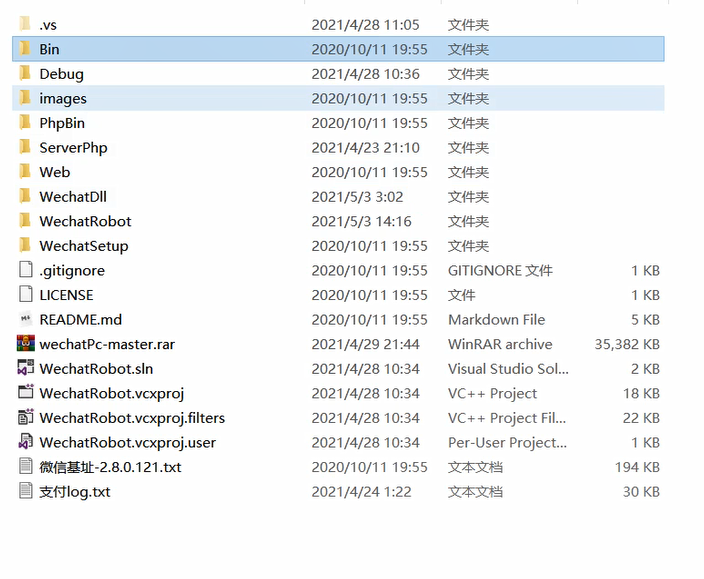 .vs 2021/4/28 11:05 文件夹
Bin 2020/10/11 19:55 文件夹
Debug 2021/4/28 10:36 文件夹
images 2020/10/11 19:55 文件夹
PhpBin 2020/10/11 19:55 文件夹
ServerPhp 2021/4/23 21:10 文件夹
Web 2020/10/11 19:55 文件夹
WechatDll 2021/5/3 3:02 文件夹
WechatRobot 2021/5/3 14:16 文件夹
WechatSetup 2020/10/11 19:55 文件夹
.gitignore 2020/10/11 19:55 GITIGNORE 文件 1 KB
LICENSE 2020/10/11 19:55 文件 1 KB
README.md 2020/10/11 19:55 Markdown File 5 KB
wechatPc-master.rar 2021/4/29 21:44 WinRAR archive 35,382 KB
WechatRobot.sln 2021/4/28 10:34 Visual Studio Sol... 2 KB
WechatRobot.vcxproj 2021/4/28 10:34 VC++ Project 18 KB
WechatRobot.vcxproj.filters 2021/4/28 10:34 VC++ Project Fil... 22 KB
WechatRobot.vcxproj.user 2021/4/28 10:34 Per-User Project... 1 KB
微信基址-2.8.0.121.txt 2020/10/11 19:55 文本文档 194 KB
支付log.txt 2021/4/24 1:22 文本文档 30 KB